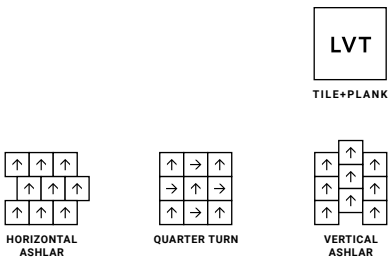 LVT
TILE+PLANK
HORIZONTAL
ASHLAR
QUARTER TURN
VERTICAL
ASHLAR